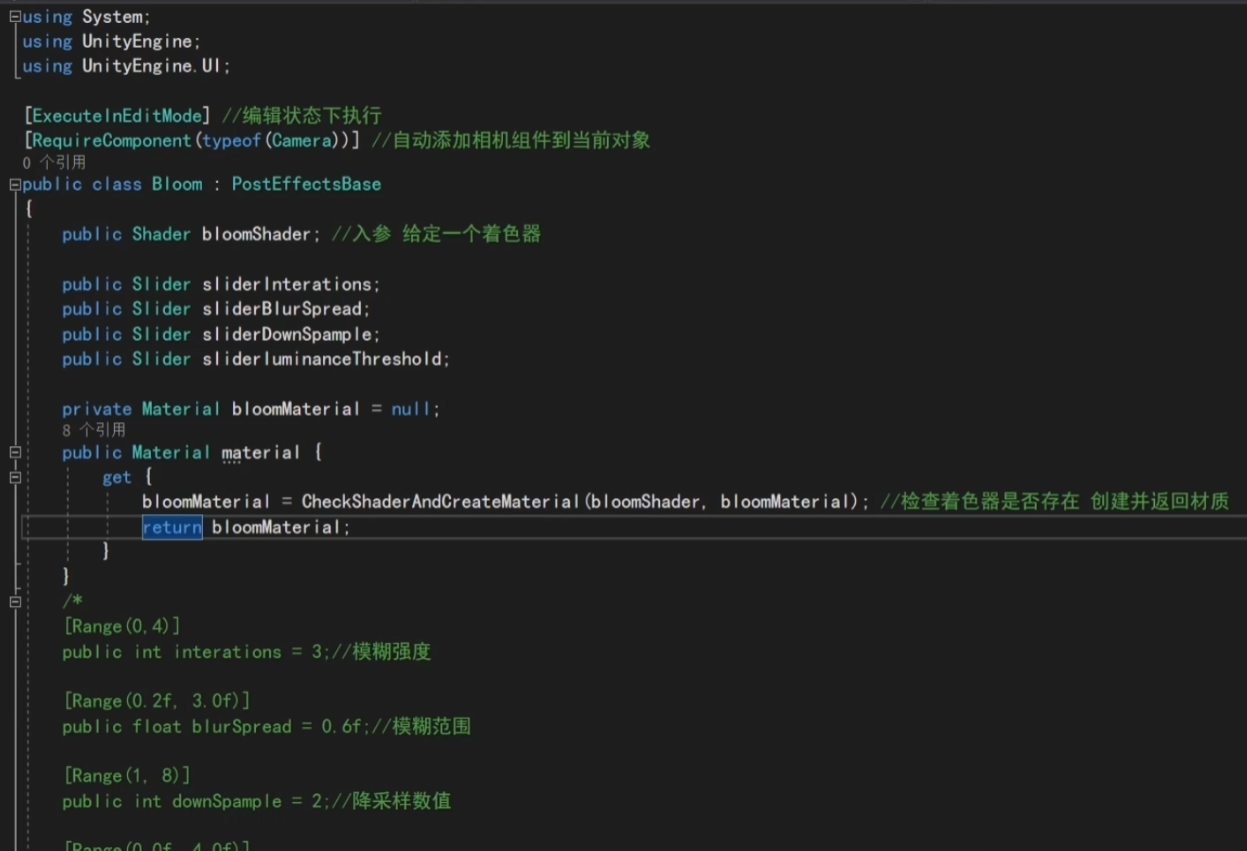 using System;
using UnityEngine;
using UnityEngine.UI;
[ExecuteInEditMode] //编辑状态下执行
[RequireComponent(typeof(Camera))] //自动添加相机组件到当前对象
0 个引用
public class Bloom : PostEffectsBase
{
public Shader bloomShader; //入参 给定一个着色器
public Slider sliderInterations;
public Slider sliderBlurSpread;
public Slider sliderDownSpample;
public Slider sliderluminanceThreshold;
private Material bloomMaterial = null;
8 个引用
public Material material {
get {
bloomMaterial = CheckShaderAndCreateMaterial(bloomShader, bloomMaterial); //检查着色器是否存在 创建并返回材质
return bloomMaterial;
}
}
/*
[Range(0,4)]
public int interations = 3;//模糊强度
[Range(0.2f, 3.0f)]
public float blurSpread = 0.6f;//模糊范围
[Range(1, 8)]
public int downSpample = 2;//降采样数值
[Range(0.0f, 4.0f)]